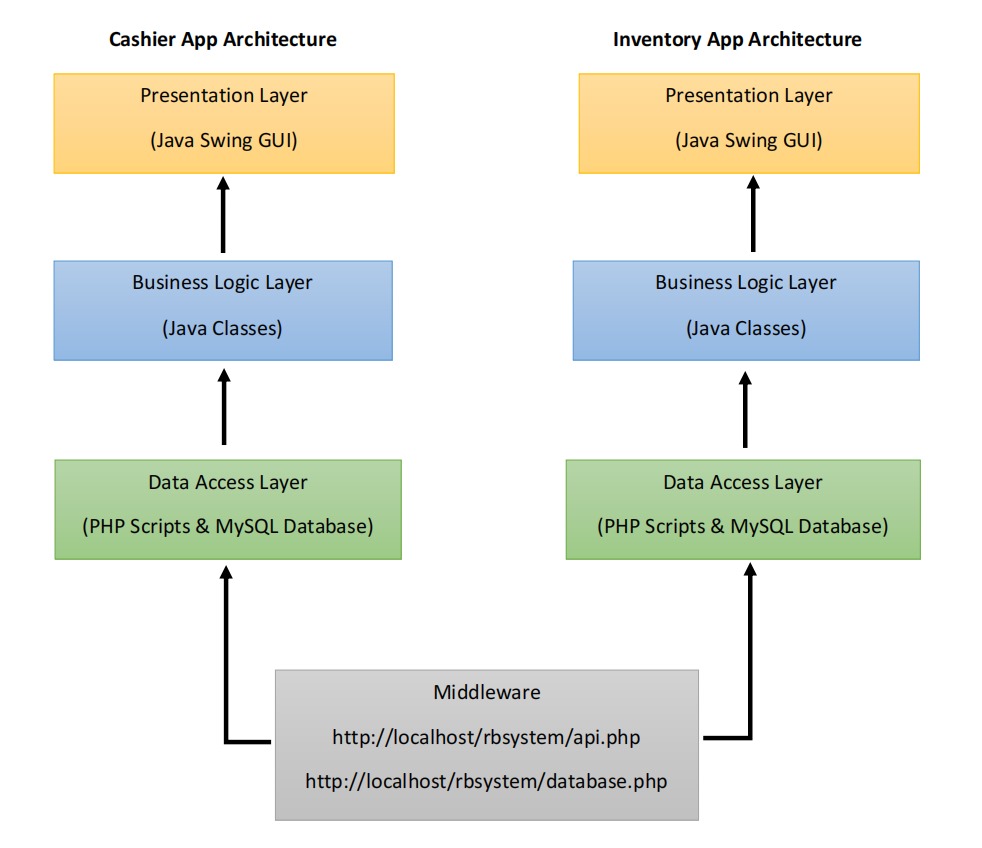 Cashier App Architecture
Presentation Layer
(Java Swing GUI)
Business Logic Layer
(Java Classes)
Data Access Layer
(PHP Scripts & MySQL Database)
Inventory App Architecture
Presentation Layer
(Java Swing GUI)
Business Logic Layer
(Java Classes)
Data Access Layer
(PHP Scripts & MySQL Database)
Middleware
http://localhost/rbsystem/api.php
http://localhost/rbsystem/database.php